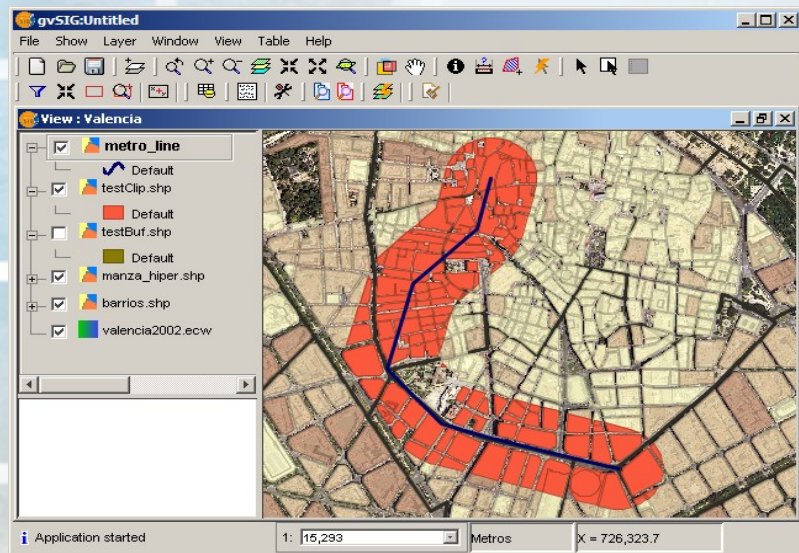 gvSIG:Untitled
File Show Layer Window View Table Help
View : Valencia
metro_line
Default
testClip.shp
Default
testBuf.shp
Default
manza_hiper.shp
barrios.shp
valencia2002.ecw
Application started
1: 15,293
Metros
X = 726,323.7